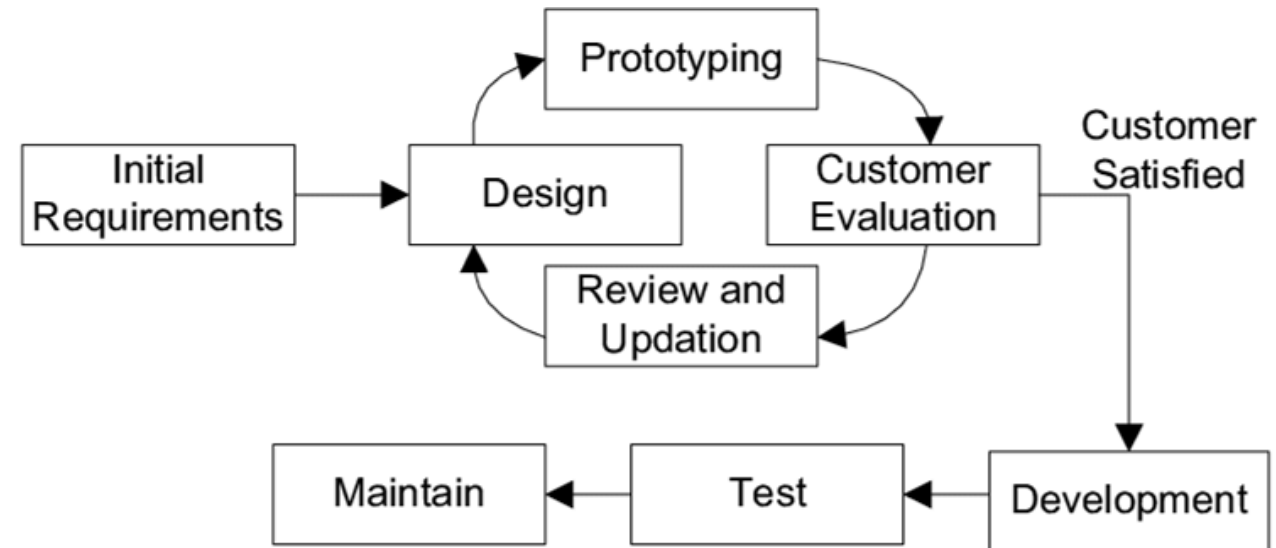 Prototyping
Initial
Requirements
Design
Customer
Evaluation
Customer
Satisfied
Review and
Updation
Maintain
Test
Development